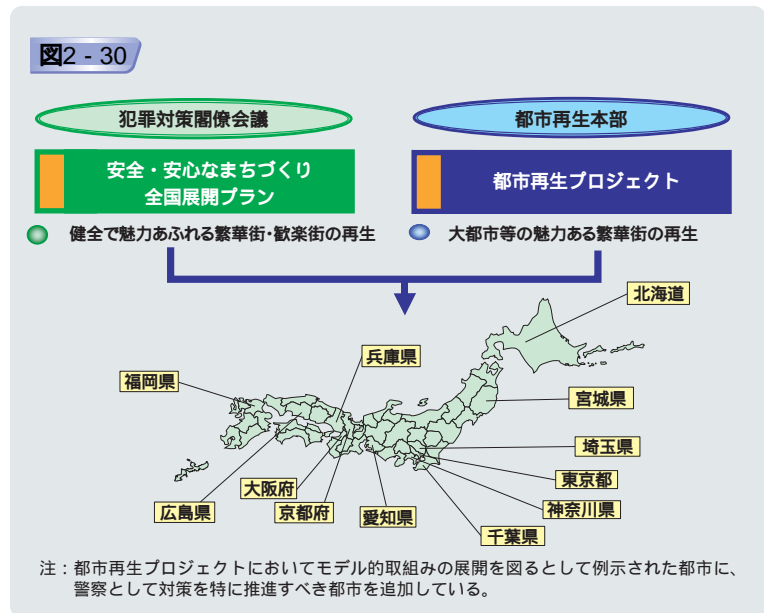 図2 - 30
犯罪対策閣僚会議
都市再生本部
安全・安心なまちづくり
全国展開プラン
都市再生プロジェクト
健全で魅力あふれる繁華街・歓楽街の再生
大都市等の魅力ある繁華街の再生
北海道
兵庫県
福岡県
宮城県
埼玉県
東京都
大阪府
広島県
京都府
愛知県
神奈川県
千葉県
注：都市再生プロジェクトにおいてモデル的取組みの展開を図るとして例示された都市に、
警察として対策を特に推進すべき都市を追加している。